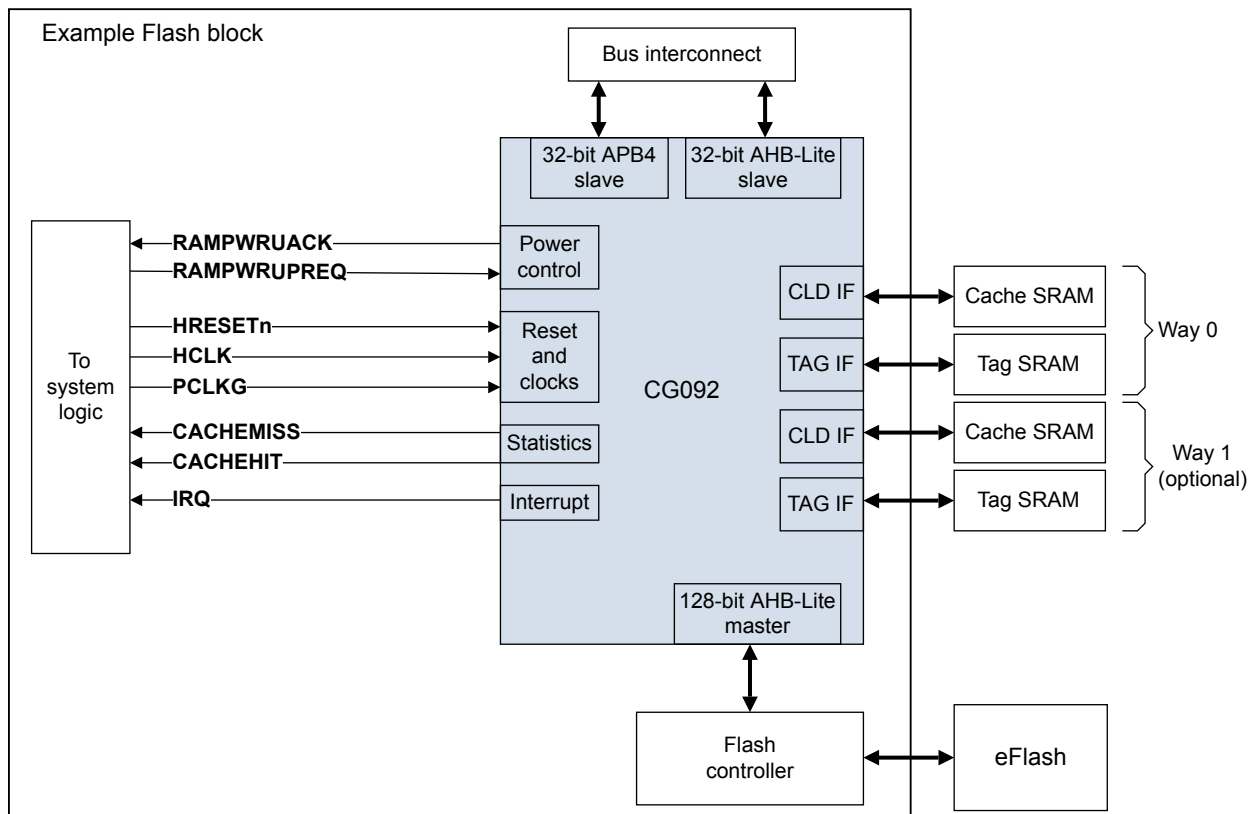 Example Flash block
Bus interconnect
32-bit APB4
slave
32-bit AHB-Lite
slave
RAMPWRUACK
RAMPWRUPREQ
Power
control
HRESETn
HCLK
PCLKG
Reset
and
clocks
To
system
logic
CACHEMISS
CACHEHIT
Statistics
IRQ
Interrupt
CG092
CLD IF
Cache SRAM
TAG IF
Tag SRAM
Way 0
CLD IF
Cache SRAM
TAG IF
Tag SRAM
Way 1
(optional)
128-bit AHB-Lite
master
Flash
controller
eFlash